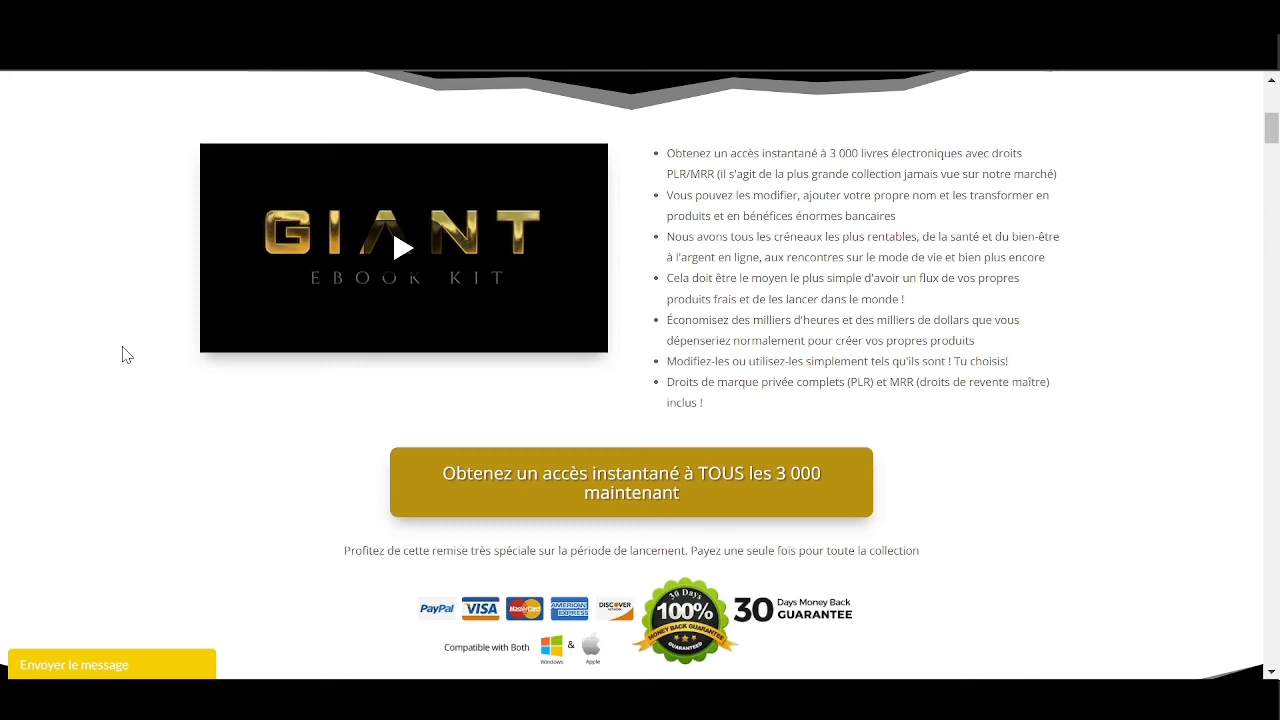 GIANT
EBOOK KIT
Obtenez un accès instantané à 3 000 livres électroniques avec droits
PLR/MRR (il s'agit de la plus grande collection jamais vue sur notre marché)
Vous pouvez les modifier, ajouter votre propre nom et les transformer en
produits et en bénéfices énormes bancaires
Nous avons tous les créneaux les plus rentables, de la santé et du bien-être
à l'argent en ligne, aux rencontres sur le mode de vie et bien plus encore
Cela doit être le moyen le plus simple d'avoir un flux de vos propres
produits frais et de les lancer dans le monde !
Économisez des milliers d'heures et des milliers de dollars que vous
dépenseriez normalement pour créer vos propres produits
Modifiez-les ou utilisez-les simplement tels qu'ils sont ! Tu choisis!
Droits de marque privée complets (PLR) et MRR (droits de revente maître)
inclus !
Obtenez un accès instantané à TOUS les 3 000
maintenant
Profitez de cette remise très spéciale sur la période de lancement. Payez une seule fois pour toute la collection
PayPal VISA MasterCard AMERICAN EXPRESS DISCOVER NETWORK
30 Days
100%
MONEY BACK GUARANTEE
GUARANTEED
30 Days Money Back
GUARANTEE
Compatible with Both
Windows
&
Apple
Envoyer le message